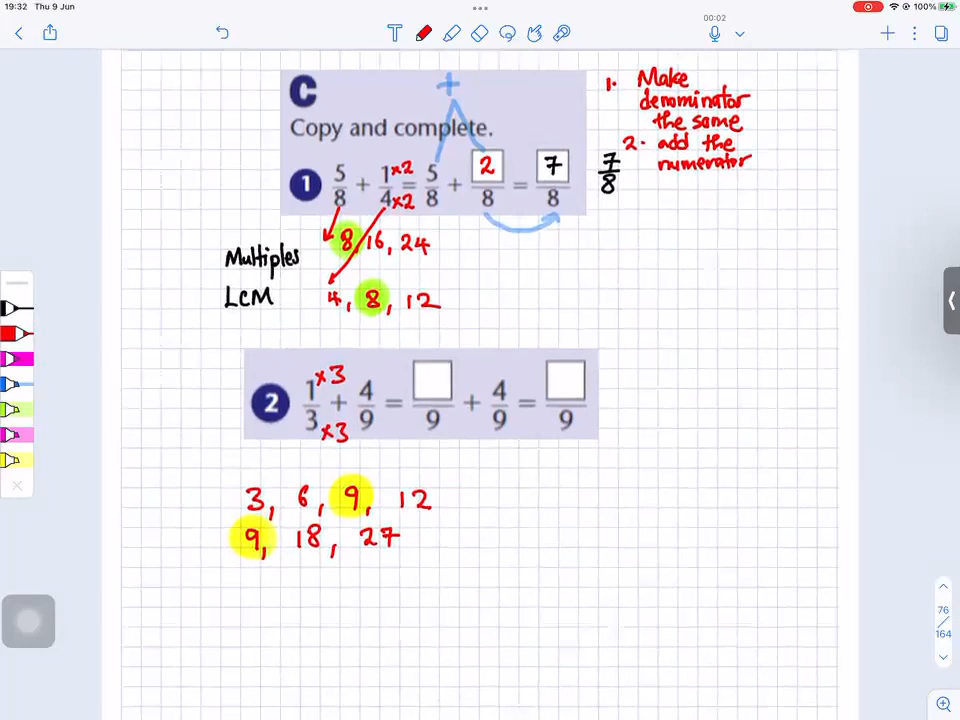 19:32 Thu 9 Jun
100%
00:02
C
Copy and complete.
1. Make
denominator
the same
2. add the
numerator
+
1 5/8 + 1/4 ×2 ×2 = 5/8 + 2/8 = 7/8
7/8
8, 16, 24
Multiples
LCM
4, 8, 12
2 1/3 ×3 ×3 + 4/9 = □/9 + 4/9 = □/9
3, 6, 9, 12
9, 18, 27
76
/
164